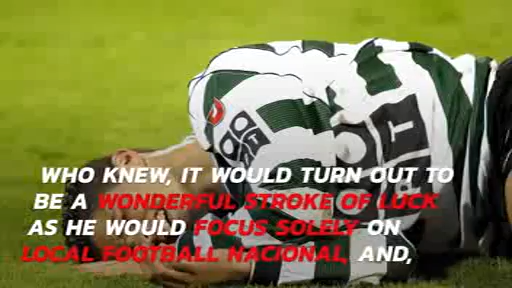 WHO KNEW, IT WOULD TURN OUT TO
BE A WONDERFUL STROKE OF LUCK
AS HE WOULD FOCUS SOLELY ON
LOCAL FOOTBALL NACIONAL, AND,